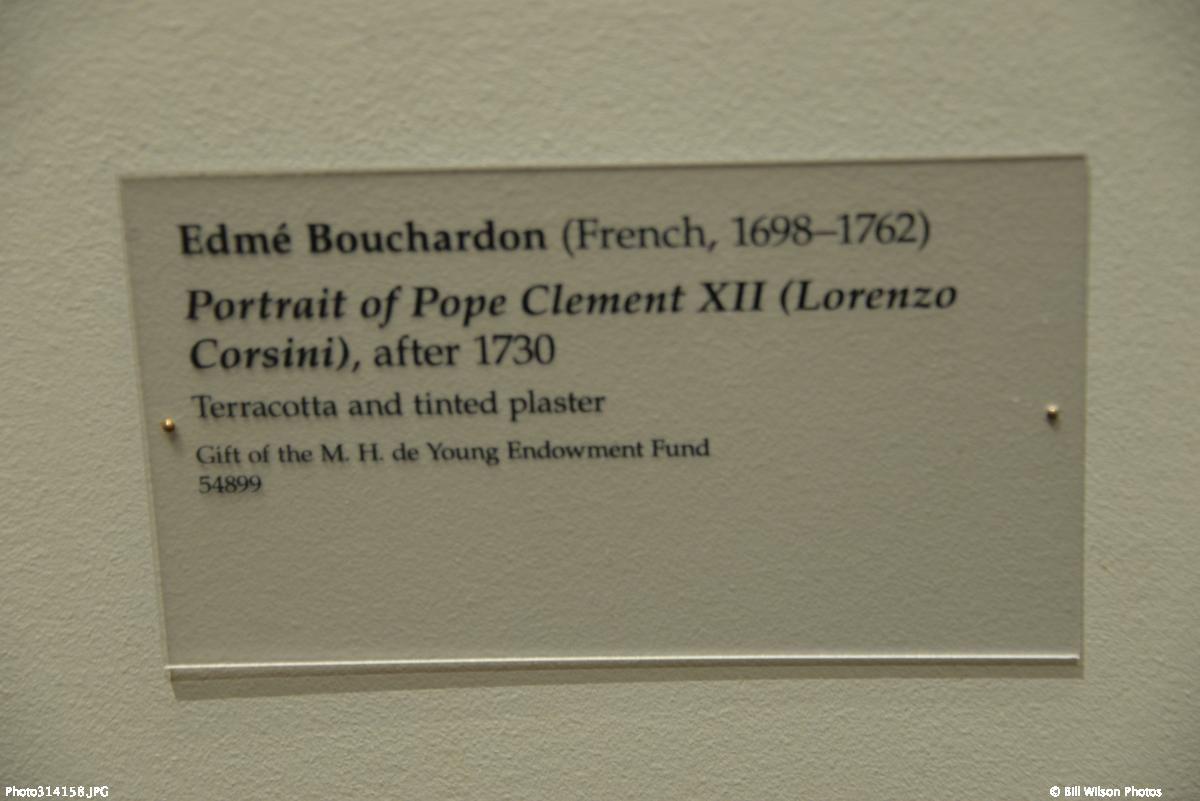 Edmé Bouchardon (French, 1698–1762)
Portrait of Pope Clement XII (Lorenzo
Corsini), after 1730
Terracotta and tinted plaster
Gift of the M. H. de Young Endowment Fund
54899
Photo314158.JPG
© Bill Wilson Photos